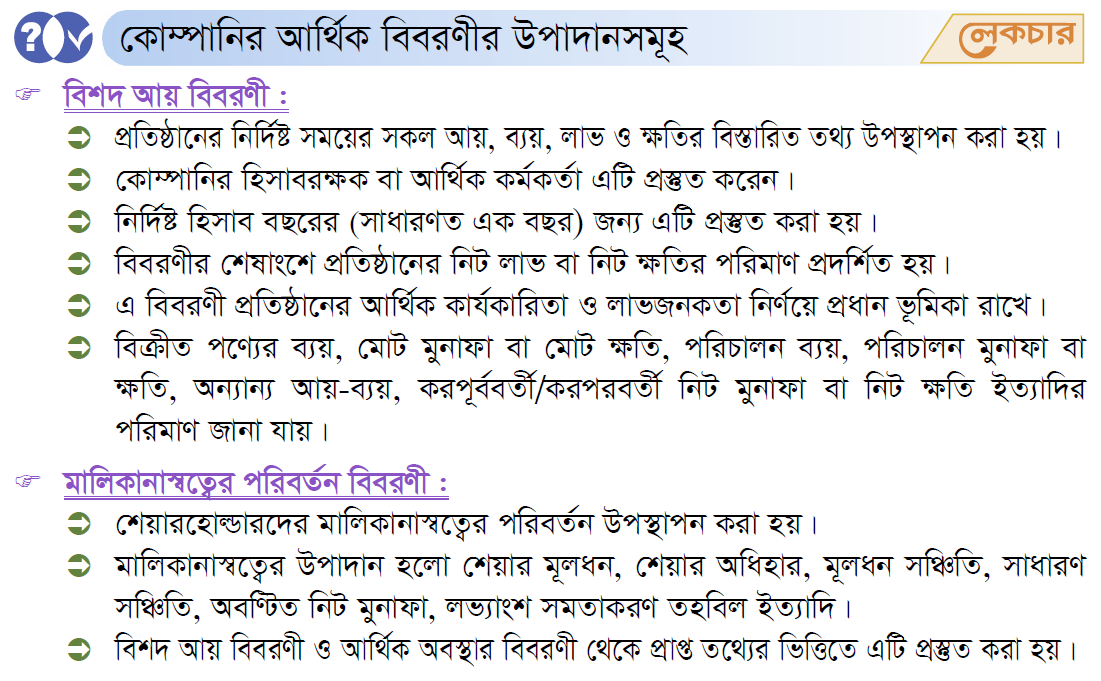 কোম্পানির আর্থিক বিবরণীর উপাদানসমূহ
লেকচার
বিশদ আয় বিবরণী :
প্রতিষ্ঠানের নির্দিষ্ট সময়ের সকল আয়, ব্যয়, লাভ ও ক্ষতির বিস্তারিত তথ্য উপস্থাপন করা হয়।
কোম্পানির হিসাবরক্ষক বা আর্থিক কর্মকর্তা এটি প্রস্তুত করেন।
নির্দিষ্ট হিসাব বছরের (সাধারণত এক বছর) জন্য এটি প্রস্তুত করা হয়।
বিবরণীর শেষাংশে প্রতিষ্ঠানের নিট লাভ বা নিট ক্ষতির পরিমাণ প্রদর্শিত হয়।
এ বিবরণী প্রতিষ্ঠানের আর্থিক কার্যকারিতা ও লাভজনকতা নির্ণয়ে প্রধান ভূমিকা রাখে।
বিক্রীত পণ্যের ব্যয়, মোট মুনাফা বা মোট ক্ষতি, পরিচালন ব্যয়, পরিচালন মুনাফা বা
ক্ষতি, অন্যান্য আয়-ব্যয়, করপূর্ববর্তী/করপরবর্তী নিট মুনাফা বা নিট ক্ষতি ইত্যাদির
পরিমাণ জানা যায়।
মালিকানাস্বত্বের পরিবর্তন বিবরণী :
শেয়ারহোল্ডারদের মালিকানাস্বত্বের পরিবর্তন উপস্থাপন করা হয়।
মালিকানাস্বত্বের উপাদান হলো শেয়ার মূলধন, শেয়ার অধিহার, মূলধন সঞ্চিতি, সাধারণ
সঞ্চিতি, অবণ্টিত নিট মুনাফা, লভ্যাংশ সমতাকরণ তহবিল ইত্যাদি।
বিশদ আয় বিবরণী ও আর্থিক অবস্থার বিবরণী থেকে প্রাপ্ত তথ্যের ভিত্তিতে এটি প্রস্তুত করা হয়।